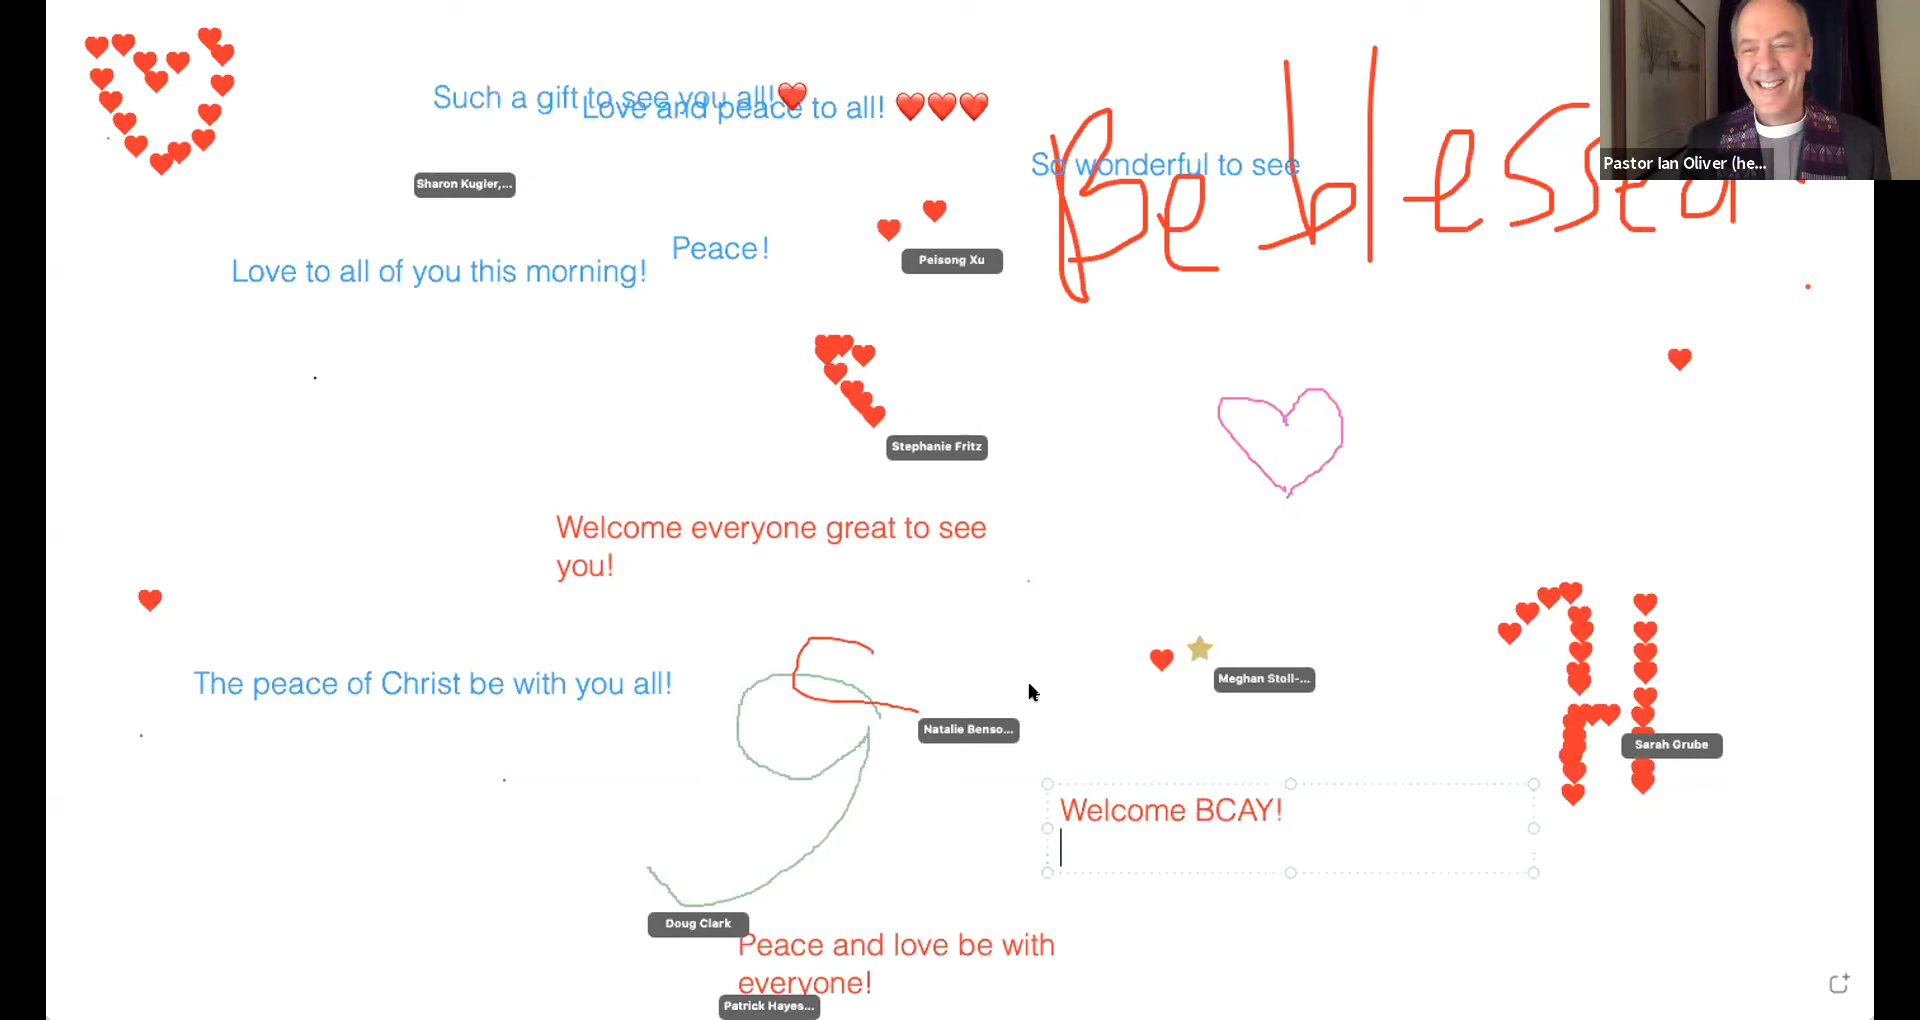 Such a gift to see you all!❤️
Love and peace to all! ❤️❤️❤️
Pastor Ian Oliver (he...
So wonderful to see
Be blessed
Sharon Kugler,...
Peace!
Peisong Xu
Love to all of you this morning!
Stephanie Fritz
Welcome everyone great to see
you!
The peace of Christ be with you all!
Meghan Stoll-...
Natalie Benso...
Sarah Grube
Welcome BCAY!
Doug Clark
Peace and love be with
everyone!
Patrick Hayes...